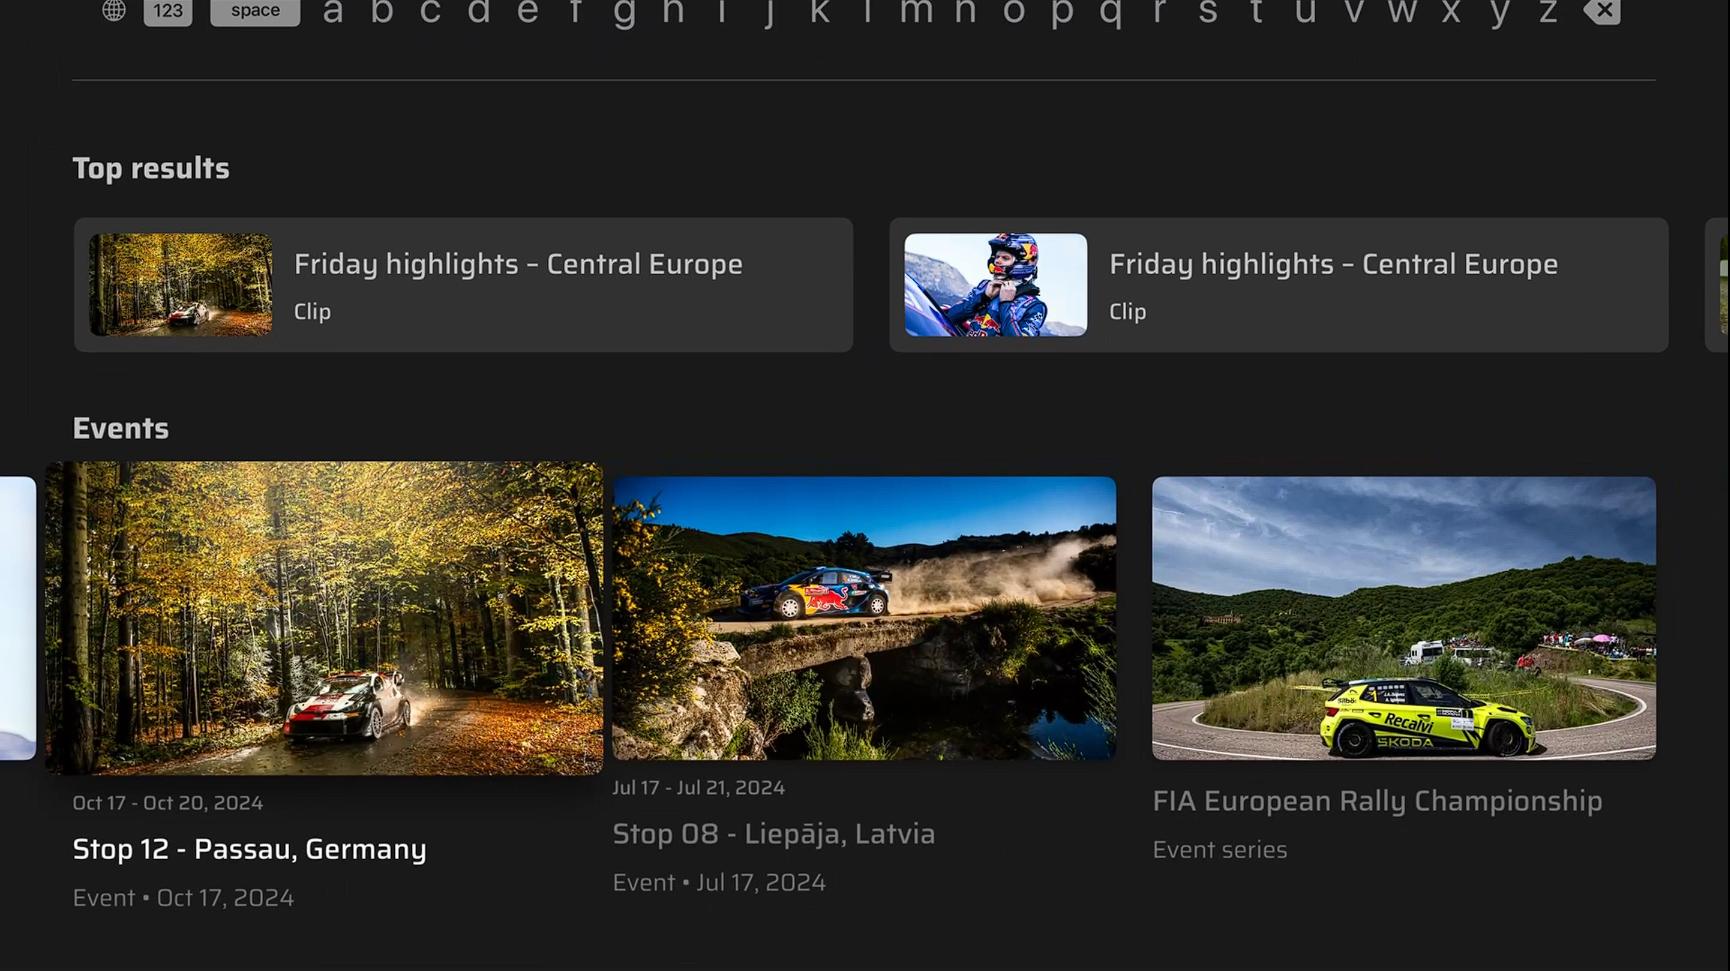 123 space a b c d e f g h i j k l m n o p q r s t u v w x y z
Top results
Friday highlights – Central Europe
Clip
Friday highlights – Central Europe
Clip
Events
Recalvi
SKODA
Oct 17 - Oct 20, 2024
Stop 12 - Passau, Germany
Event • Oct 17, 2024
Jul 17 - Jul 21, 2024
Stop 08 - Liepāja, Latvia
Event • Jul 17, 2024
FIA European Rally Championship
Event series